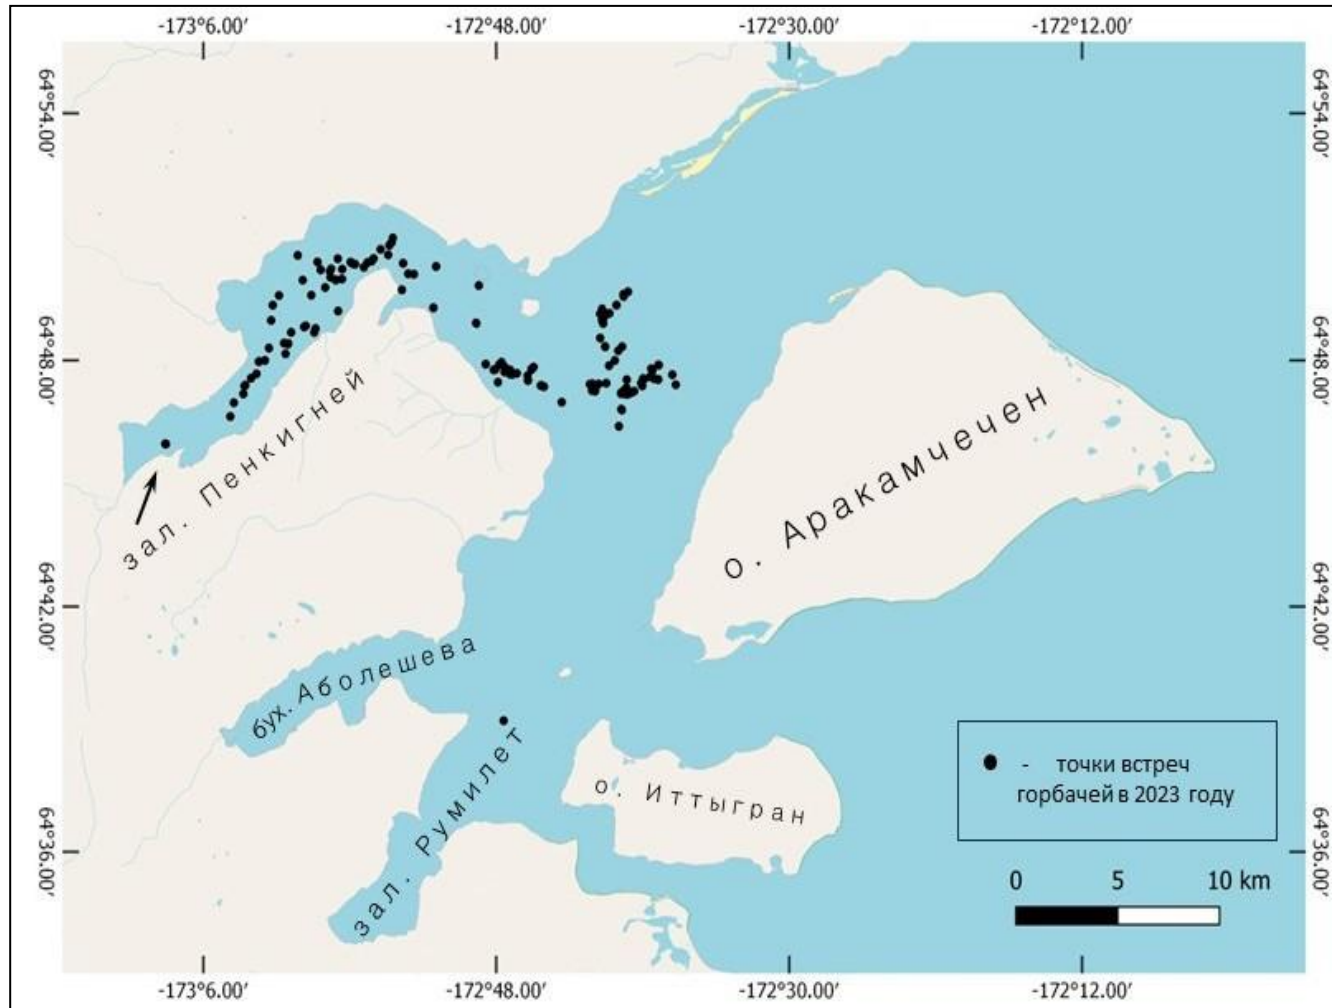 -173°6.00′ -172°48.00′ -172°30.00′ -172°12.00′
64°54.00′ 64°54.00′
64°48.00′ 64°48.00′
зал. Пенкигней
о. Аракамчечен
64°42.00′ 64°42.00′
бух. Аболешева
зал. Румилет
о. Иттыгран
- точки встреч
горбачей в 2023 году
64°36.00′ 64°36.00′
0 5 10 km
-173°6.00′ -172°48.00′ -172°30.00′ -172°12.00′